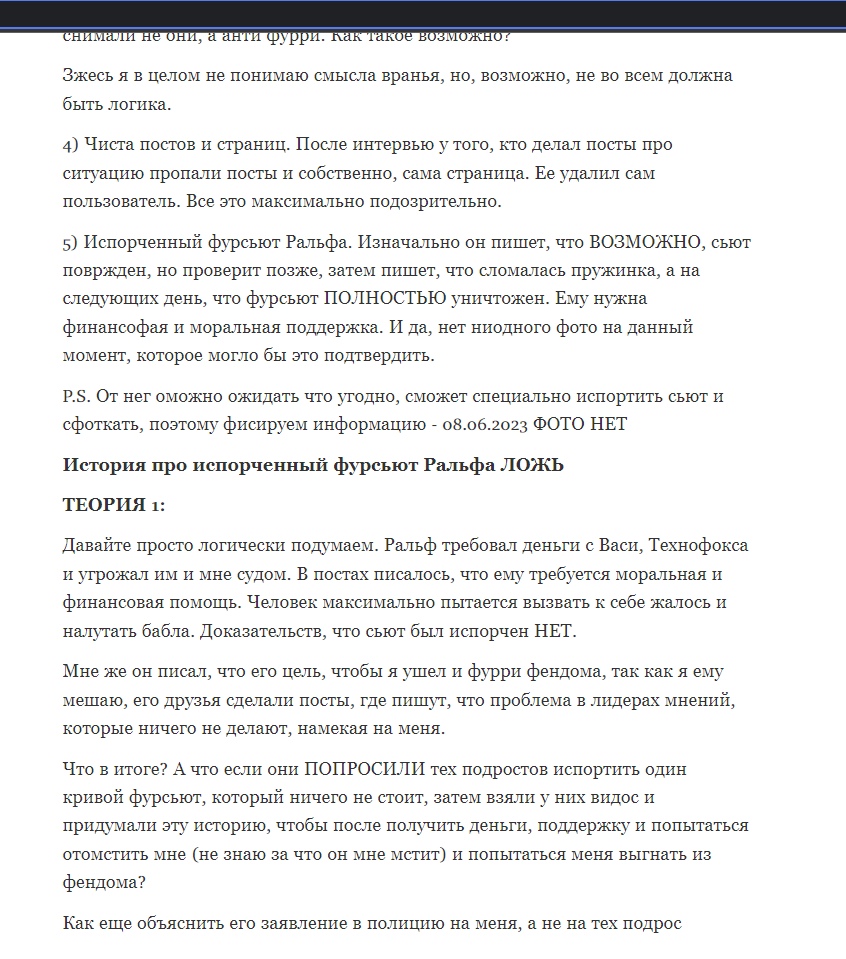 снимали не они, а анти фурри. Как такое возможно?
Зжесь я в целом не понимаю смысла вранья, но, возможно, не во всем должна
быть логика.
4) Чиста постов и страниц. После интервью у того, кто делал посты про
ситуацию пропали посты и собственно, сама страница. Ее удалил сам
пользователь. Все это максимально подозрительно.
5) Испорченный фурсьют Ральфа. Изначально он пишет, что ВОЗМОЖНО, сьют
поврежден, но проверит позже, затем пишет, что сломалась пружинка, а на
следующих день, что фурсьют ПОЛНОСТЬЮ уничтожен. Ему нужна
финансофая и моральная поддержка. И да, нет ниодного фото на данный
момент, которое могло бы это подтвердить.
P.S. От нег оможно ожидать что угодно, сможет специально испортить сьют и
сфоткать, поэтому фисируем информацию - 08.06.2023 ФОТО НЕТ
История про испорченный фурсьют Ральфа ЛОЖЬ
ТЕОРИЯ 1:
Давайте просто логически подумаем. Ральф требовал деньги с Васи, Технофокса
и угрожал им и мне судом. В постах писалось, что ему требуется моральная и
финансовая помощь. Человек максимально пытается вызвать к себе жалось и
налутать бабла. Доказательств, что сьют был испорчен НЕТ.
Мне же он писал, что его цель, чтобы я ушел и фурри фендома, так как я ему
мешаю, его друзья сделали посты, где пишут, что проблема в лидерах мнений,
которые ничего не делают, намекая на меня.
Что в итоге? А что если они ПОПРОСИЛИ тех подростов испортить один
кривой фурсьют, который ничего не стоит, затем взяли у них видос и
придумали эту историю, чтобы после получить деньги, поддержку и попытаться
отомстить мне (не знаю за что он мне мстит) и попытаться меня выгнать из
фендома?
Как еще объяснить его заявление в полицию на меня, а не на тех подрос